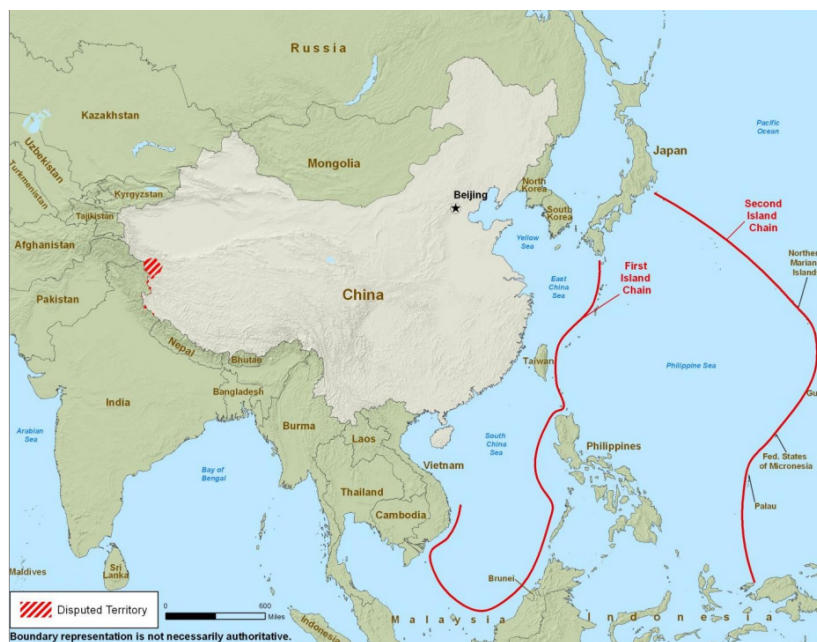 Russia
Kazakhstan
Mongolia
Uzbekistan
Turkmenistan
Kyrgyzstan
Tajikistan
Afghanistan
Pakistan
Pacific
Ocean
Japan
Beijing
North
Korea
South
Korea
Yellow
Sea
Second
Island
Chain
Northern
Marian
Island
East
China
Sea
First
Island
Chain
China
Nepal
Bhutan
Bangladesh
India
Taiwan
Philippine Sea
Gu
Arabian
Sea
Burma
Laos
South
China
Sea
Philippines
Fed. States
of Micronesia
Bay
of
Bengal
Vietnam
Thailand
Cambodia
Palau
Maldives
Sri
Lanka
Brunei
Malaysia
Indonesia
Indonesia
Disputed Territory
0
600
Miles
Boundary representation is not necessarily authoritative.